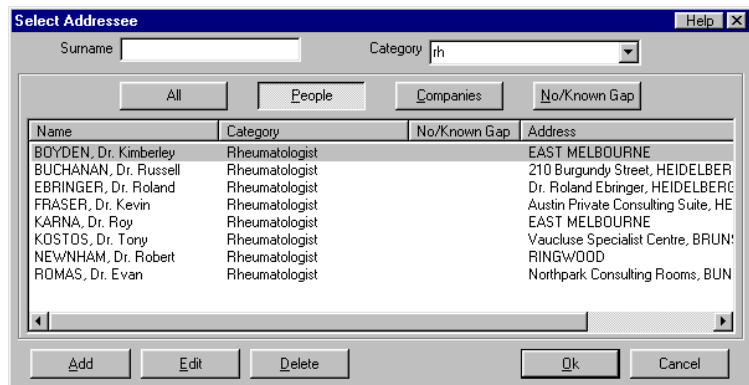 Select Addressee Help
Surname Category rh
All People Companies No/Known Gap
Name Category No/Known Gap Address
BOYDEN, Dr. Kimberley Rheumatologist EAST MELBOURNE
BUCHANAN, Dr. Russell Rheumatologist 210 Burgundy Street, HEIDELBER
EBRINGER, Dr. Roland Rheumatologist Dr. Roland Ebringer, HEIDELBERG
FRASER, Dr. Kevin Rheumatologist Austin Private Consulting Suite, HE
KARNA, Dr. Roy Rheumatologist EAST MELBOURNE
KOSTOS, Dr. Tony Rheumatologist Vaucluse Specialist Centre, BRUN
NEWNHAM, Dr. Robert Rheumatologist RINGWOOD
ROMAS, Dr. Evan Rheumatologist Northpark Consulting Rooms, BUN
Add Edit Delete Ok Cancel